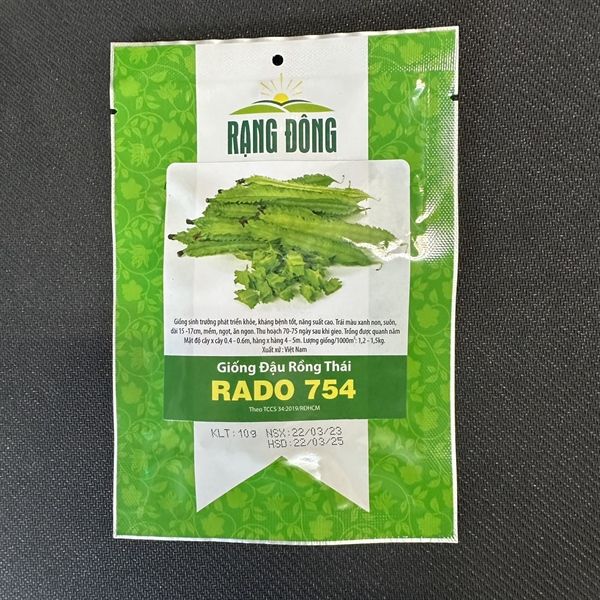 RẠNG ĐÔNG
Giống sinh trưởng phát triển khỏe, kháng bệnh tốt, năng suất cao. Trái màu xanh non, suôn,
dài 15 -17cm, mềm, ngọt, ăn ngon. Thu hoạch 70-75 ngày sau khi gieo. Trồng được quanh năm
Mật độ cây x cây 0.4 - 0.6m, hàng x hàng 4 - 5m. Lượng giống/1000m²: 1,2 - 1,5kg.
Xuất xứ : Việt Nam
Giống Đậu Rồng Thái
RADO 754
Theo TCCS 34:2019/RĐHCM
KLT:10g NSX:22/03/23
HSD:22/03/25